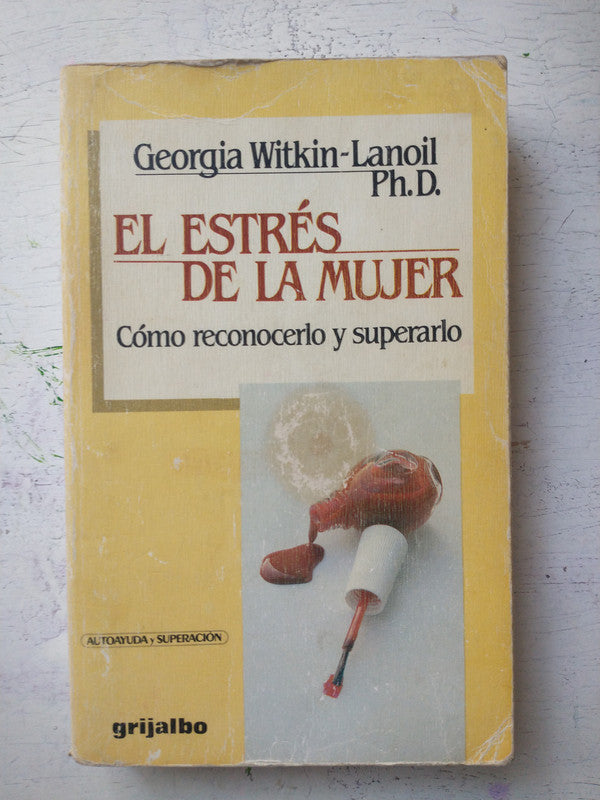 Georgia Witkin-Lanoil
Ph.D.
EL ESTRÉS
DE LA MUJER
Cómo reconocerlo y superarlo
AUTOAYUDA y SUPERACIÓN
grijalbo